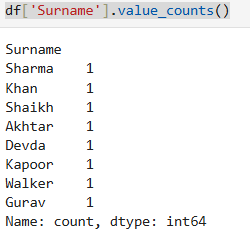 df['Surname'].value_counts()
Surname
Sharma 1
Khan 1
Shaikh 1
Akhtar 1
Devda 1
Kapoor 1
Walker 1
Gurav 1
Name: count, dtype: int64